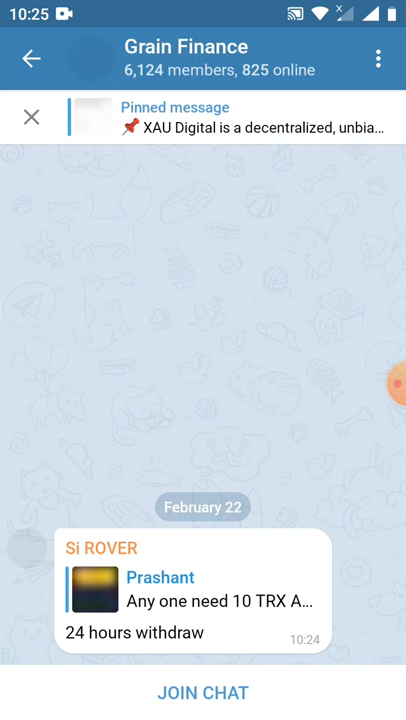 10:25
Grain Finance
6,124 members, 825 online
Pinned message
📌 XAU Digital is a decentralized, unbia...
February 22
Si ROVER
Prashant
Any one need 10 TRX A...
24 hours withdraw
10:24
JOIN CHAT